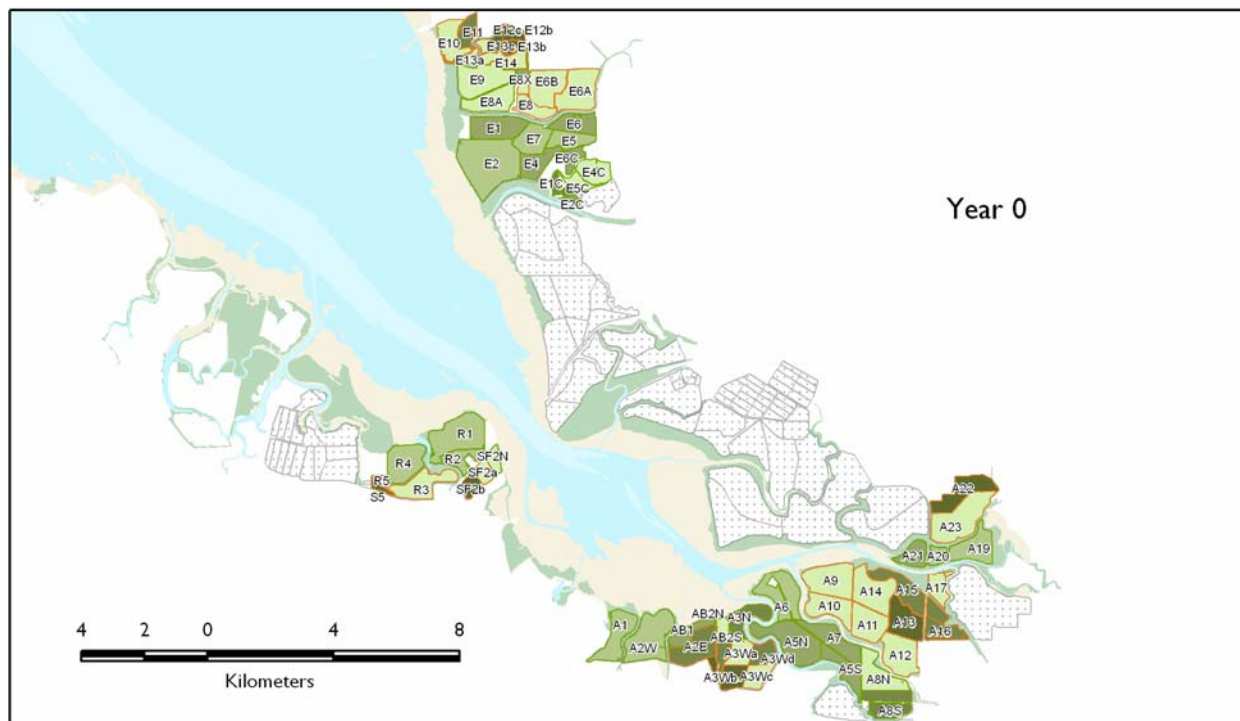 E11 E12c E12b
E10 E13c E13b
E13a E14
E9 E8X E6B E6A
E8A E8
E1 E7 E6
E5
E2 E4 E6C
E4C
E1C E5C
E2C
Year 0
R1
R4 R2 SF2N
SF2a
R5 R3 SF2b
S5
A22
A23
A21 A20 A19
A9 A14 A15 A17
A10 A11 A13 A16
A6
A1 AB2N A3N
AB1 A5N A7
A2W A2E AB2S A12
A3Wa A3Wd A5S
A3Wb A3Wc A8N
A8S
4 2 0 4 8
Kilometers